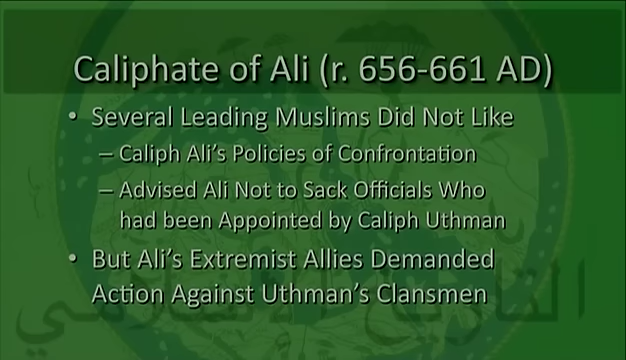 Caliphate of Ali (r. 656-661 AD)
• Several Leading Muslims Did Not Like
– Caliph Ali's Policies of Confrontation
– Advised Ali Not to Sack Officials Who
had been Appointed by Caliph Uthman
• But Ali's Extremist Allies Demanded
Action Against Uthman's Clansmen
التاريخ الإسلامي